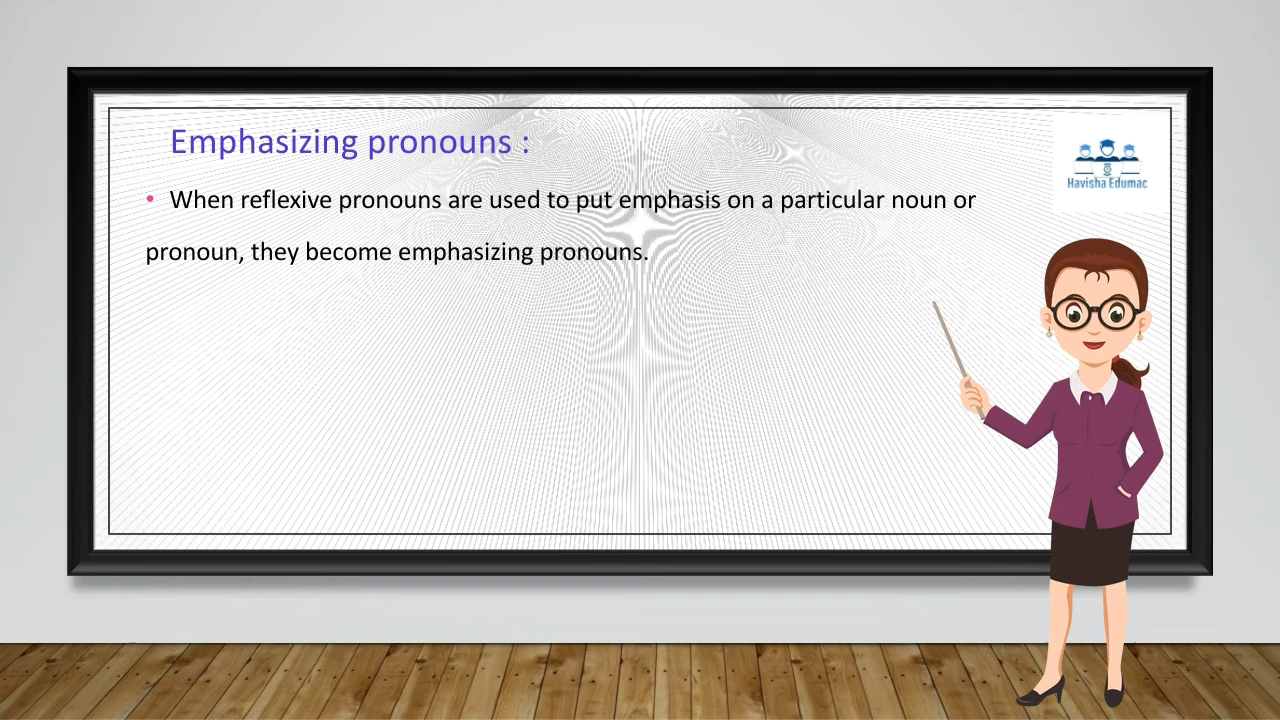 Emphasizing pronouns :
• When reflexive pronouns are used to put emphasis on a particular noun or
pronoun, they become emphasizing pronouns.
Havisha Edumac